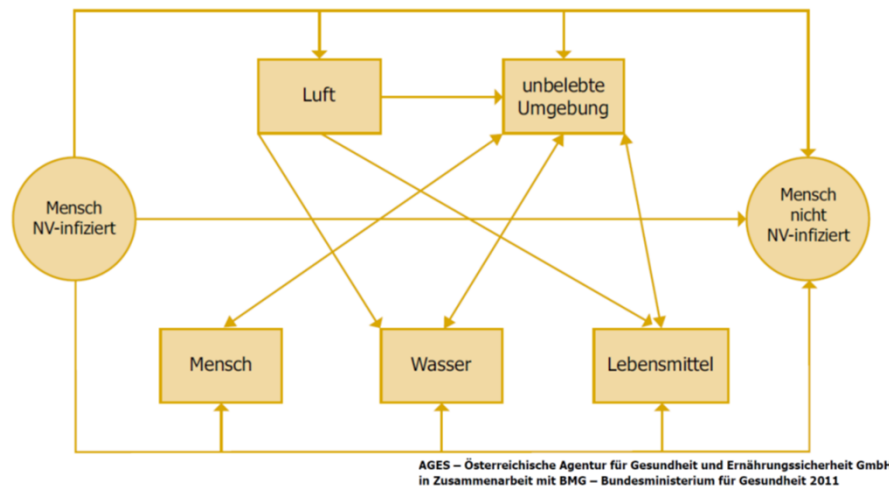 Luft
unbelebte
Umgebung
Mensch
NV-infiziert
Mensch
nicht
NV-infiziert
Mensch
Wasser
Lebensmittel
AGES – Österreichische Agentur für Gesundheit und Ernährungssicherheit GmbH
in Zusammenarbeit mit BMG – Bundesministerium für Gesundheit 2011